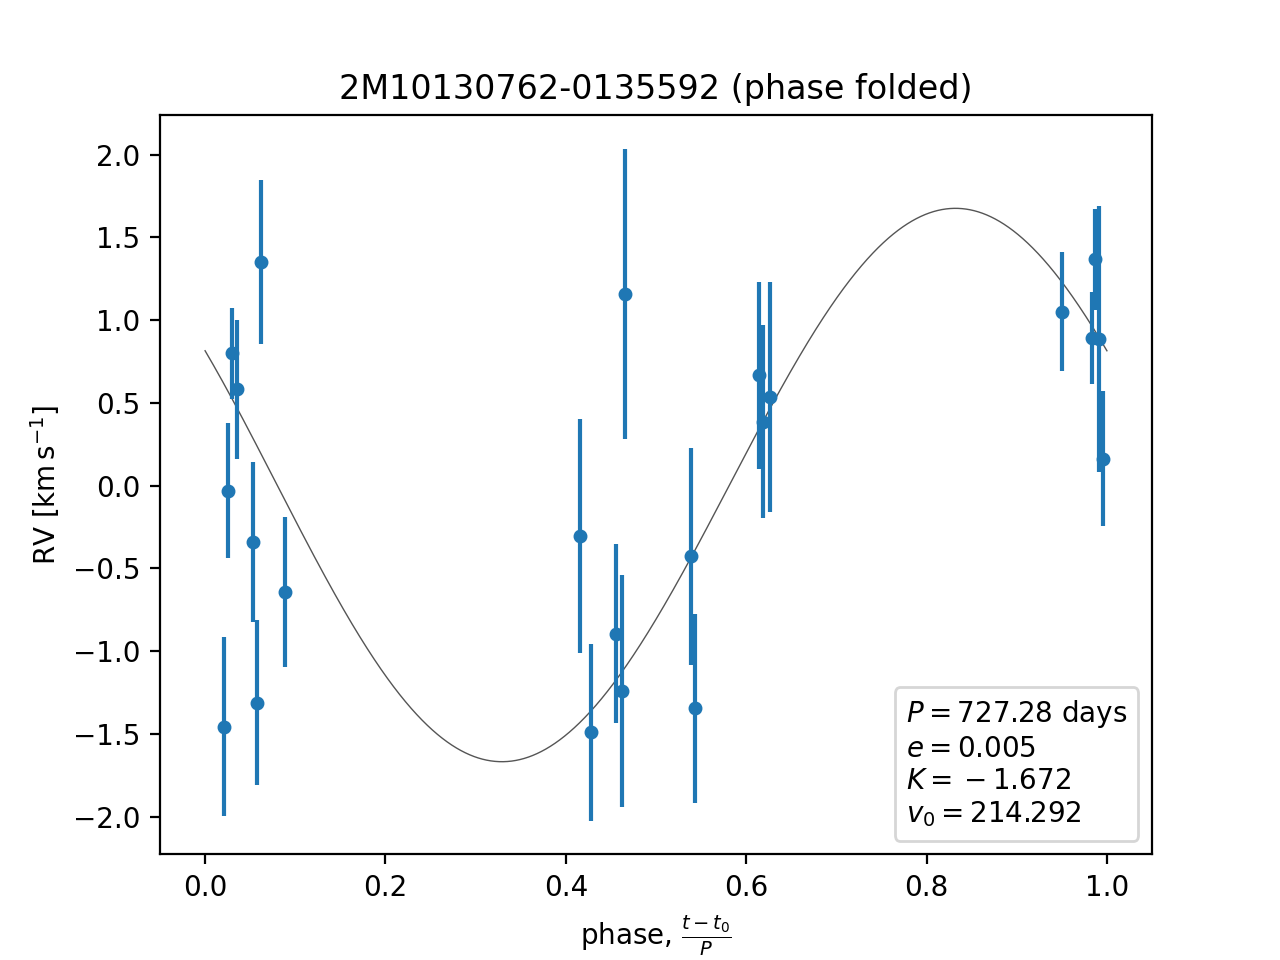 2M10130762-0135592 (phase folded)
RV [km s⁻¹]
2.0
1.5
1.0
0.5
0.0
−0.5
−1.0
−1.5
−2.0
P = 727.28 days
e = 0.005
K = −1.672
v₀ = 214.292
0.0 0.2 0.4 0.6 0.8 1.0
phase, (t − t₀)/P